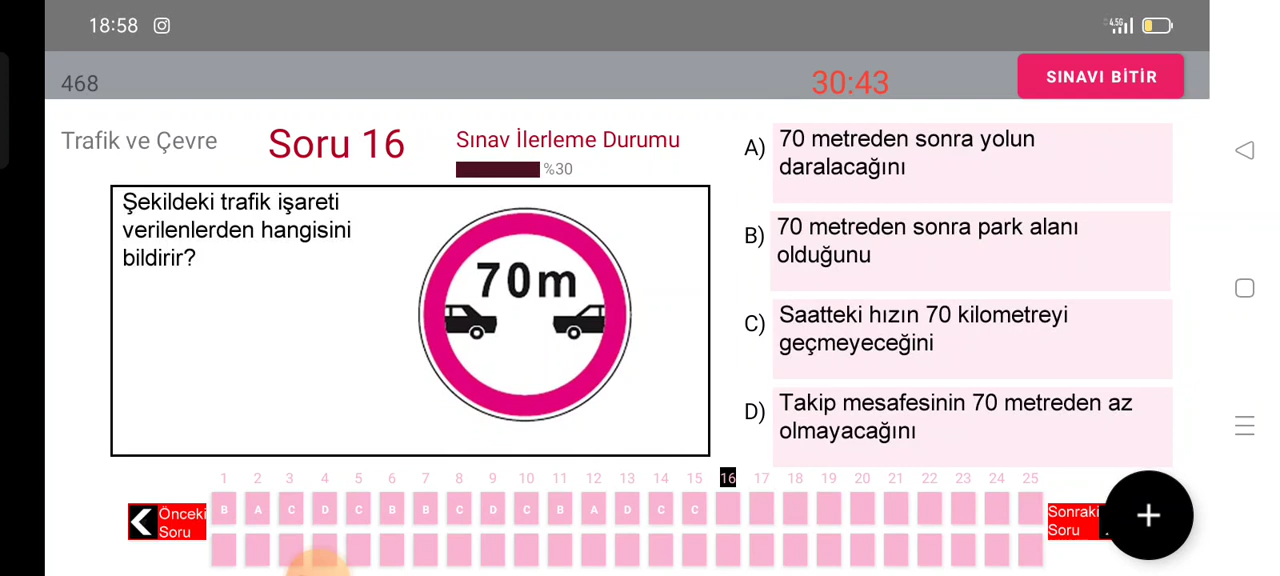 18:58
4.5G
468
30:43
SINAVI BİTİR
Trafik ve Çevre
Soru 16
Sınav İlerleme Durumu
%30
Şekildeki trafik işareti
verilenlerden hangisini
bildirir?
70m
A) 70 metreden sonra yolun
daralacağını
B) 70 metreden sonra park alanı
olduğunu
C) Saatteki hızın 70 kilometreyi
geçmeyeceğini
D) Takip mesafesinin 70 metreden az
olmayacağını
1 2 3 4 5 6 7 8 9 10 11 12 13 14 15 16 17 18 19 20 21 22 23 24 25
B A C D C B B C D C B A D C C
Önceki
Soru
Sonraki
Soru
+